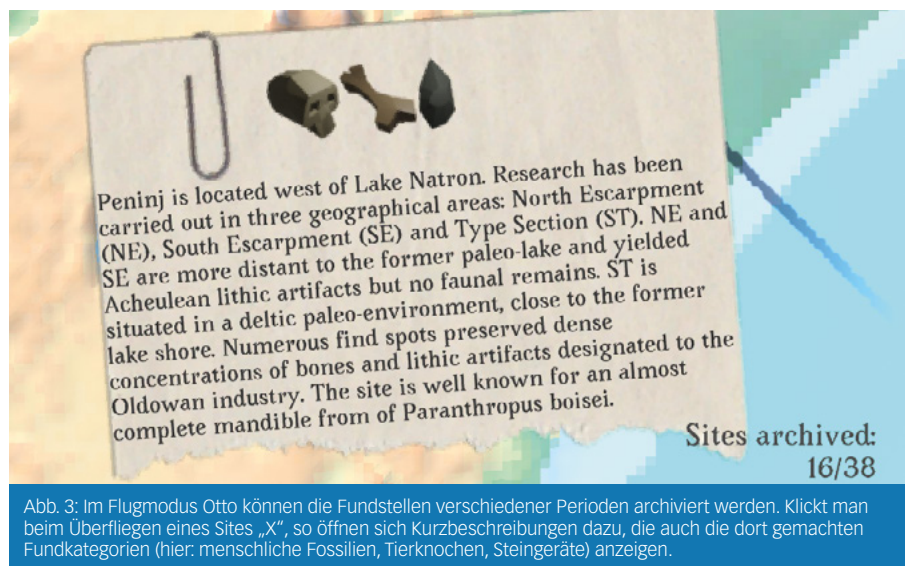 Peninj is located west of Lake Natron. Research has been
carried out in three geographical areas: North Escarpment
(NE), South Escarpment (SE) and Type Section (ST). NE and
SE are more distant to the former paleo-lake and yielded
Acheulean lithic artifacts but no faunal remains. ST is
situated in a deltic paleo-environment, close to the former
lake shore. Numerous find spots preserved dense
concentrations of bones and lithic artifacts designated to the
Oldowan industry. The site is well known for an almost
complete mandible from of Paranthropus boisei.
Sites archived:
16/38
Abb. 3: Im Flugmodus Otto können die Fundstellen verschiedener Perioden archiviert werden. Klickt man
beim Überfliegen eines Sites „X“, so öffnen sich Kurzbeschreibungen dazu, die auch die dort gemachten
Fundkategorien (hier: menschliche Fossilien, Tierknochen, Steingeräte) anzeigen.